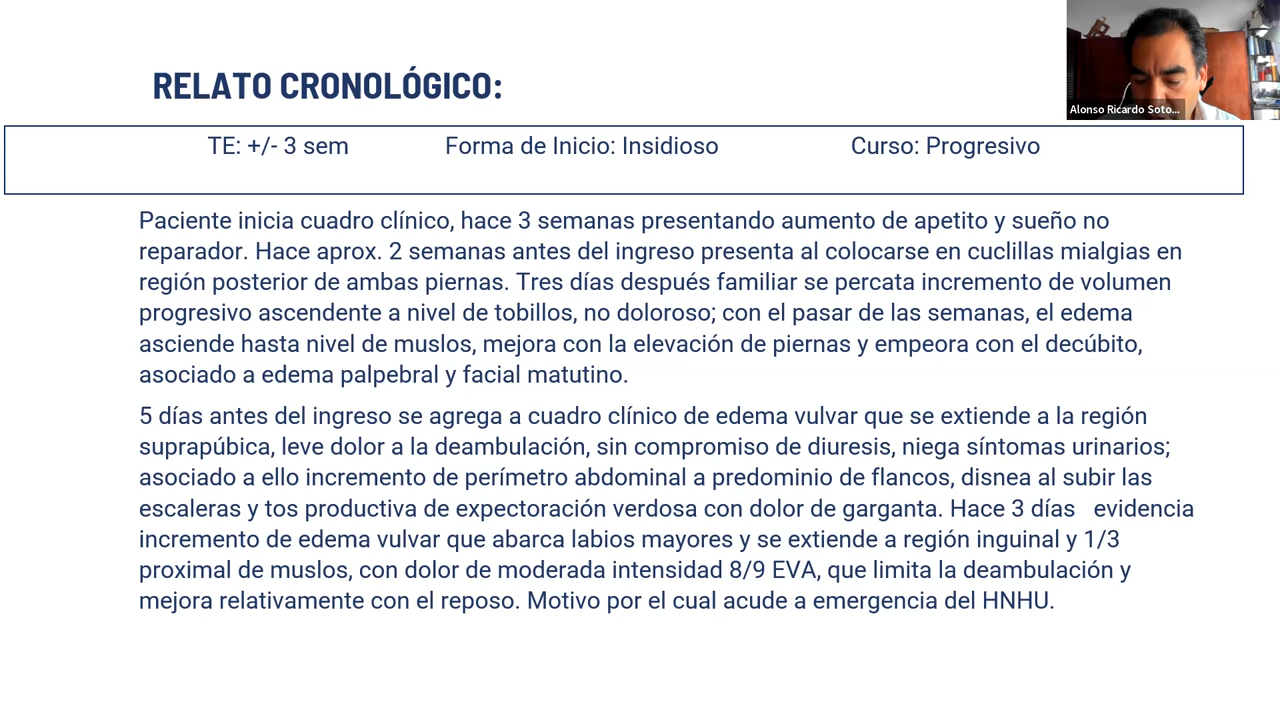 RELATO CRONOLÓGICO:
Alonso Ricardo Soto...
TE: +/- 3 sem Forma de Inicio: Insidioso Curso: Progresivo
Paciente inicia cuadro clínico, hace 3 semanas presentando aumento de apetito y sueño no
reparador. Hace aprox. 2 semanas antes del ingreso presenta al colocarse en cuclillas mialgias en
región posterior de ambas piernas. Tres días después familiar se percata incremento de volumen
progresivo ascendente a nivel de tobillos, no doloroso; con el pasar de las semanas, el edema
asciende hasta nivel de muslos, mejora con la elevación de piernas y empeora con el decúbito,
asociado a edema palpebral y facial matutino.
5 días antes del ingreso se agrega a cuadro clínico de edema vulvar que se extiende a la región
suprapúbica, leve dolor a la deambulación, sin compromiso de diuresis, niega síntomas urinarios;
asociado a ello incremento de perímetro abdominal a predominio de flancos, disnea al subir las
escaleras y tos productiva de expectoración verdosa con dolor de garganta. Hace 3 días evidencia
incremento de edema vulvar que abarca labios mayores y se extiende a región inguinal y 1/3
proximal de muslos, con dolor de moderada intensidad 8/9 EVA, que limita la deambulación y
mejora relativamente con el reposo. Motivo por el cual acude a emergencia del HNHU.